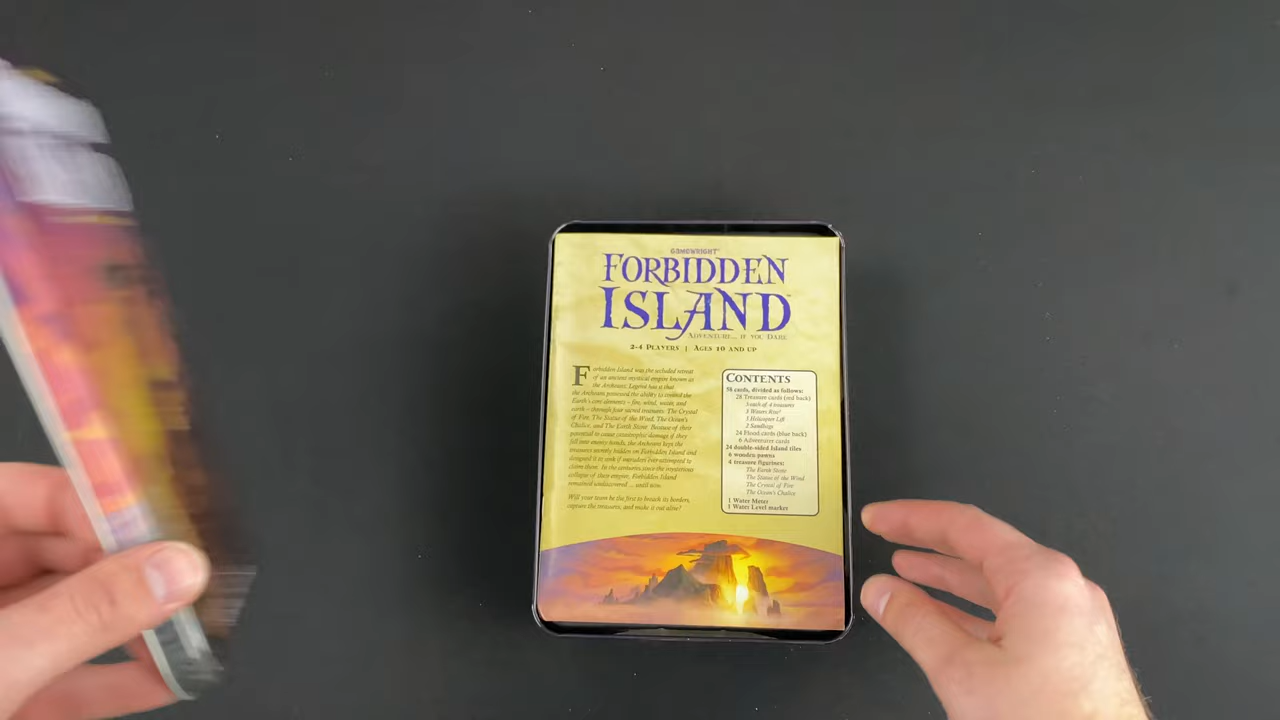 GAMEWRIGHT
FORBIDDEN
ISLAND
ADVENTURE... IF YOU DARE
2-4 PLAYERS | AGES 10 AND UP
Forbidden Island was the secluded retreat
of an ancient mystical empire known as
the Archeans. Legend has it that
the Archeans possessed the ability to control the
Earth's core elements – fire, wind, water, and
earth – through four sacred treasures: The Crystal
of Fire, The Statue of the Wind, The Ocean's
Chalice, and The Earth Stone. Because of their
potential to cause catastrophic damage if they
fell into enemy hands, the Archeans kept the
treasures secretly hidden on Forbidden Island and
designed it to sink if outsiders ever attempted to
claim them. In the centuries since the mysterious
collapse of their empire, Forbidden Island
remained undiscovered ... until now.
Will your team be the first to breach its borders,
capture the treasures, and make it out alive?
CONTENTS
58 cards, divided as follows:
28 Treasure cards (red back)
5 each of 4 treasures
3 Waters Rise!
3 Helicopter Lift
2 Sandbags
24 Flood cards (blue back)
6 Adventurer cards
24 double-sided Island tiles
6 wooden pawns
4 treasure figurines:
The Earth Stone
The Statue of the Wind
The Crystal of Fire
The Ocean's Chalice
1 Water Meter
1 Water Level marker